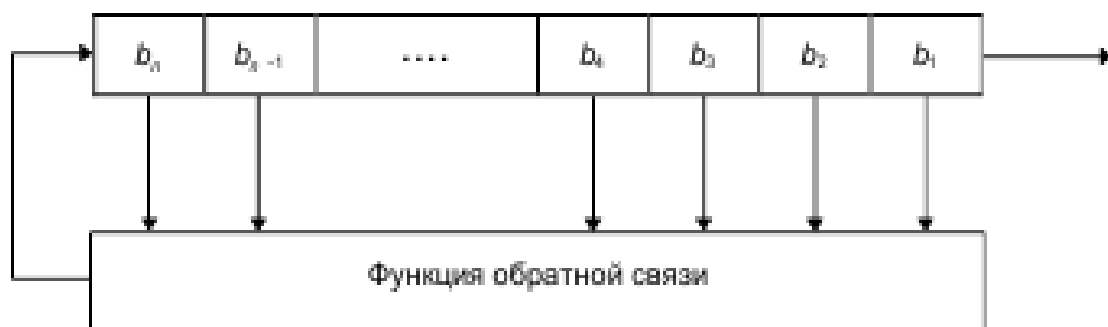 bₙ bₙ₋₁ .... b₄ b₃ b₂ b₁
Функция обратной связи